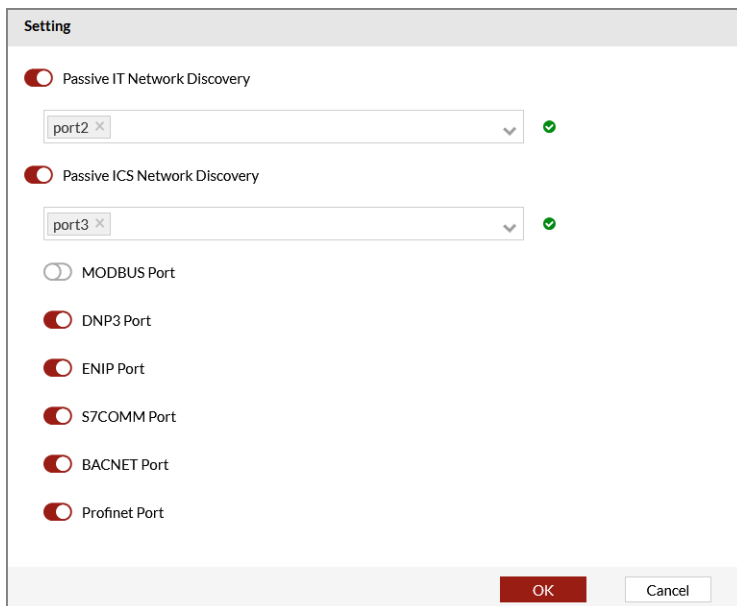 Setting
Passive IT Network Discovery
port2 ×
Passive ICS Network Discovery
port3 ×
MODBUS Port
DNP3 Port
ENIP Port
S7COMM Port
BACNET Port
Profinet Port
OK Cancel